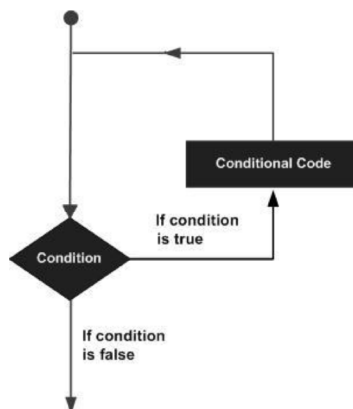 Conditional Code
If condition
is true
Condition
If condition
is false